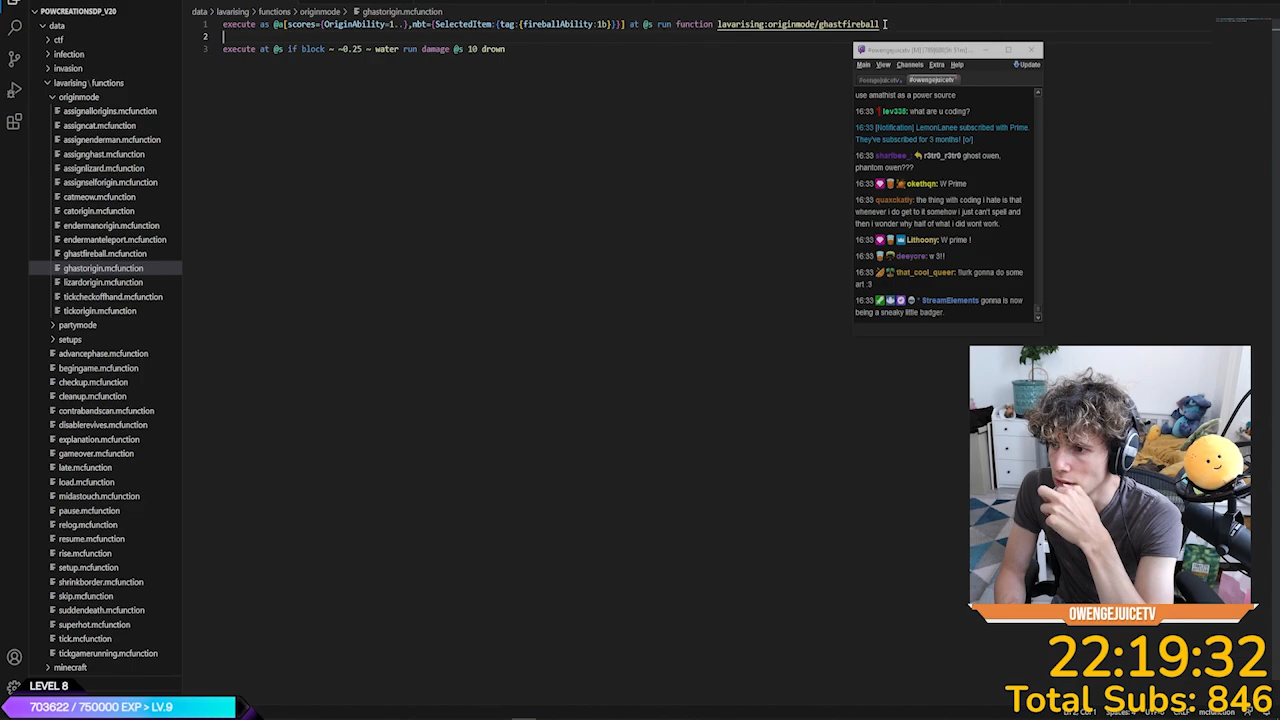 POWCREATIONSDP_V20
data
ctf
infection
invasion
lavarising \ functions
originmode
assignallorigins.mcfunction
assigncat.mcfunction
assignenderman.mcfunction
assignghast.mcfunction
assignlizard.mcfunction
assignselforigin.mcfunction
catmeow.mcfunction
catorigin.mcfunction
endermanorigin.mcfunction
endermanteleport.mcfunction
ghastfireball.mcfunction
ghastorigin.mcfunction
lizardorigin.mcfunction
tickcheckoffhand.mcfunction
tickorigin.mcfunction
partymode
setups
advancephase.mcfunction
begingame.mcfunction
checkup.mcfunction
cleanup.mcfunction
contrabandscan.mcfunction
disablerevives.mcfunction
explanation.mcfunction
gameover.mcfunction
late.mcfunction
load.mcfunction
midastouch.mcfunction
pause.mcfunction
relog.mcfunction
resume.mcfunction
rise.mcfunction
setup.mcfunction
shrinkborder.mcfunction
skip.mcfunction
suddendeath.mcfunction
superhot.mcfunction
tick.mcfunction
tickgamerunning.mcfunction
minecraft
LEVEL 8
703622 / 750000 EXP > LV.9
data > lavarising > functions > originmode > ghastorigin.mcfunction
1 execute as @a[scores={OriginAbility=1..},nbt={SelectedItem:{tag:{fireballAbility:1b}}}] at @s run function lavarising:originmode/ghastfireball
2
3 execute at @s if block ~ ~0.25 ~ water run damage @s 10 drown
Main View Channels Extra Help Update
#owengejuicetv
use amathist as a power source
16:33 lev335: what are u coding?
16:33 [Notification] LemonLanee subscribed with Prime.
They've subscribed for 3 months! [o/]
16:33 sharlbee_: r3tr0_r3tr0 ghost owen,
phantom owen???
16:33 okethqn: W Prime
16:33 quaxckatiy: the thing with coding i hate is that
whenever i do get to it somehow i just can't spell and
then i wonder why half of what i did wont work.
16:33 Lithoony: W prime !
16:33 deeyore: w 3!!
16:33 that_cool_queer: !lurk gonna do some
art :3
16:33 * StreamElements gonna is now
being a sneaky little badger.
OWENGEJUICETV
22:19:32
Total Subs: 846